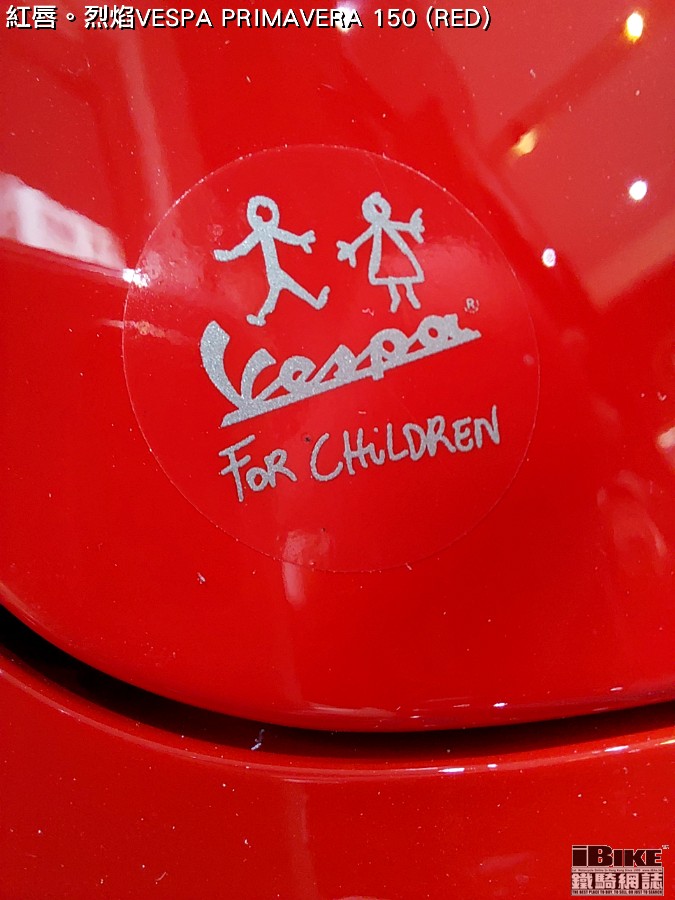 紅唇。烈焰VESPA PRIMAVERA 150 (RED)
Vespa®
FOR CHiLDREN
iBIKE
鐵騎網誌